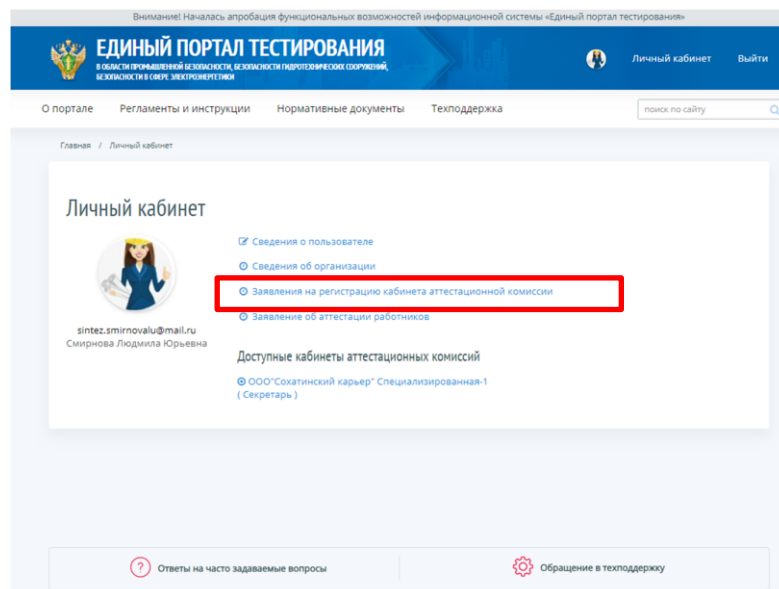 Внимание! Началась апробация функциональных возможностей информационной системы «Единый портал тестирования»
ЕДИНЫЙ ПОРТАЛ ТЕСТИРОВАНИЯ
В ОБЛАСТИ ПРОМЫШЛЕННОЙ БЕЗОПАСНОСТИ, БЕЗОПАСНОСТИ ГИДРОТЕХНИЧЕСКИХ СООРУЖЕНИЙ,
БЕЗОПАСНОСТИ В СФЕРЕ ЭЛЕКТРОЭНЕРГЕТИКИ
Личный кабинет
Выйти
О портале
Регламенты и инструкции
Нормативные документы
Техподдержка
поиск по сайту
Главная / Личный кабинет
Личный кабинет
Сведения о пользователе
Сведения об организации
Заявления на регистрацию кабинета аттестационной комиссии
Заявление об аттестации работников
sintez.smirnovalu@mail.ru
Смирнова Людмила Юрьевна
Доступные кабинеты аттестационных комиссий
ООО"Сохатинский карьер" Специализированная-1
( Секретарь )
Ответы на часто задаваемые вопросы
Обращение в техподдержку